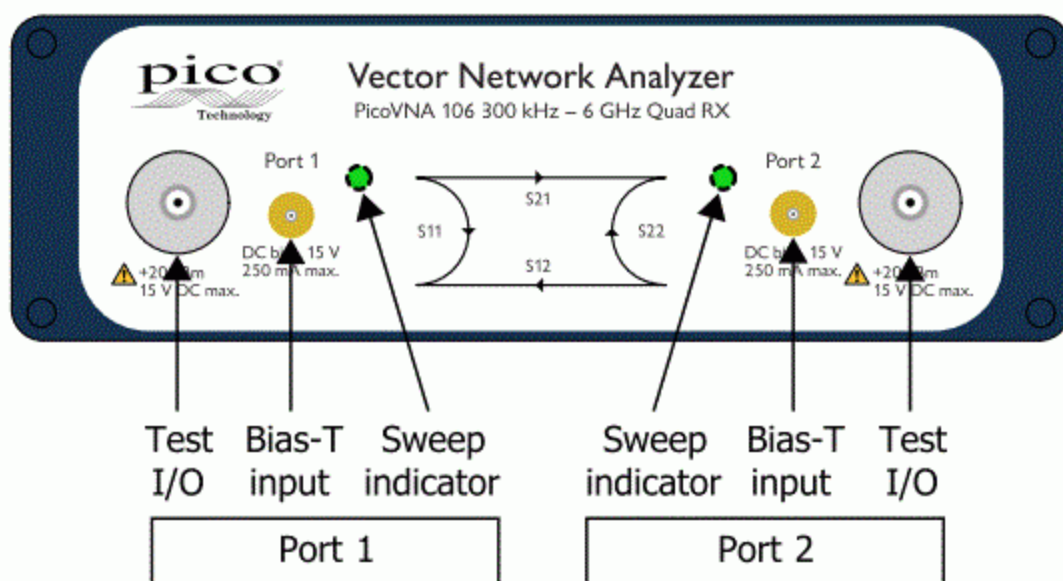 pico
Technology
Vector Network Analyzer
PicoVNA 106 300 kHz – 6 GHz Quad RX
Port 1
Port 2
S21
S11
S22
S12
DC 15 V
250 mA max.
DC 15 V
250 mA max.
15 V DC max.
15 V DC max.
Test
I/O
Bias-T
input
Sweep
indicator
Sweep
indicator
Bias-T
input
Test
I/O
Port 1
Port 2